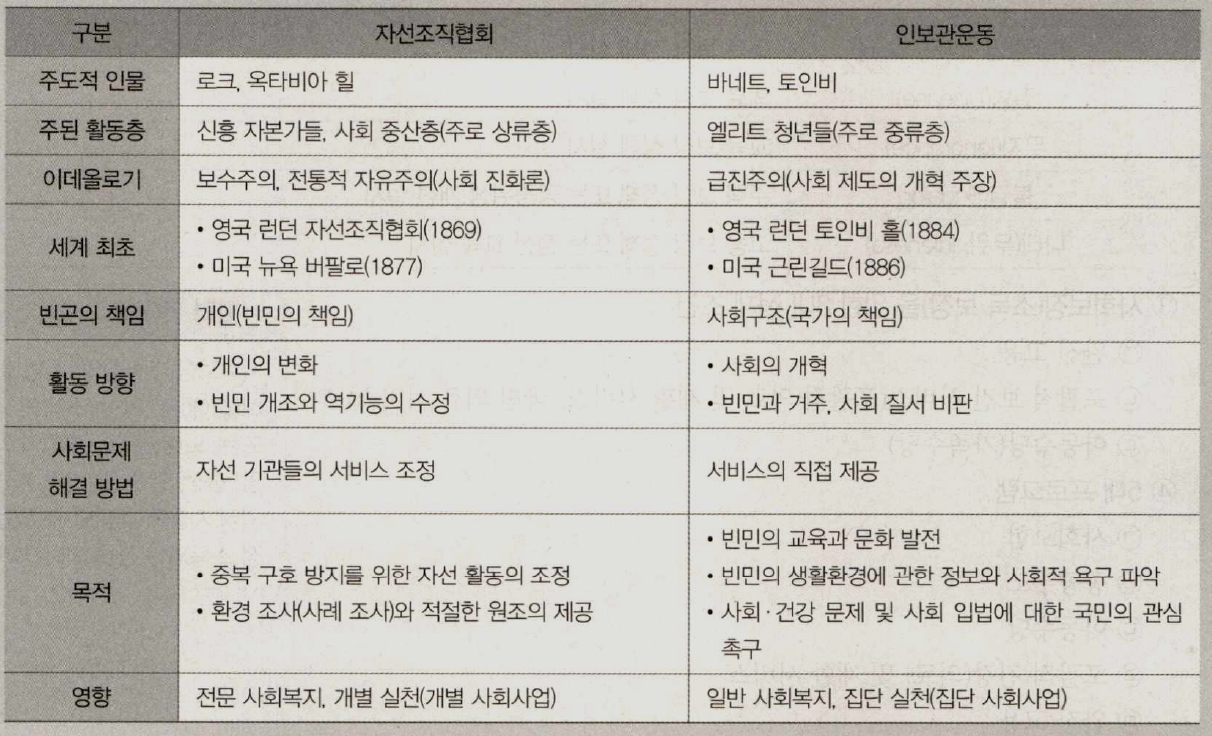 구분 자선조직협회 인보관운동
주도적 인물 로크, 옥타비아 힐 바네트, 토인비
주된 활동층 신흥 자본가들, 사회 중산층(주로 상류층) 엘리트 청년들(주로 중류층)
이데올로기 보수주의, 전통적 자유주의(사회 진화론) 급진주의(사회 제도의 개혁 주장)
세계 최초
• 영국 런던 자선조직협회(1869)
• 미국 뉴욕 버팔로(1877)
• 영국 런던 토인비 홀(1884)
• 미국 근린길드(1886)
빈곤의 책임 개인(빈민의 책임) 사회구조(국가의 책임)
활동 방향
• 개인의 변화
• 빈민 개조와 역기능의 수정
• 사회의 개혁
• 빈민과 거주, 사회 질서 비판
사회문제
해결 방법
자선 기관들의 서비스 조정 서비스의 직접 제공
목적
• 중복 구호 방지를 위한 자선 활동의 조정
• 환경 조사(사례 조사)와 적절한 원조의 제공
• 빈민의 교육과 문화 발전
• 빈민의 생활환경에 관한 정보와 사회적 욕구 파악
• 사회·건강 문제 및 사회 입법에 대한 국민의 관심
촉구
영향 전문 사회복지, 개별 실천(개별 사회사업) 일반 사회복지, 집단 실천(집단 사회사업)